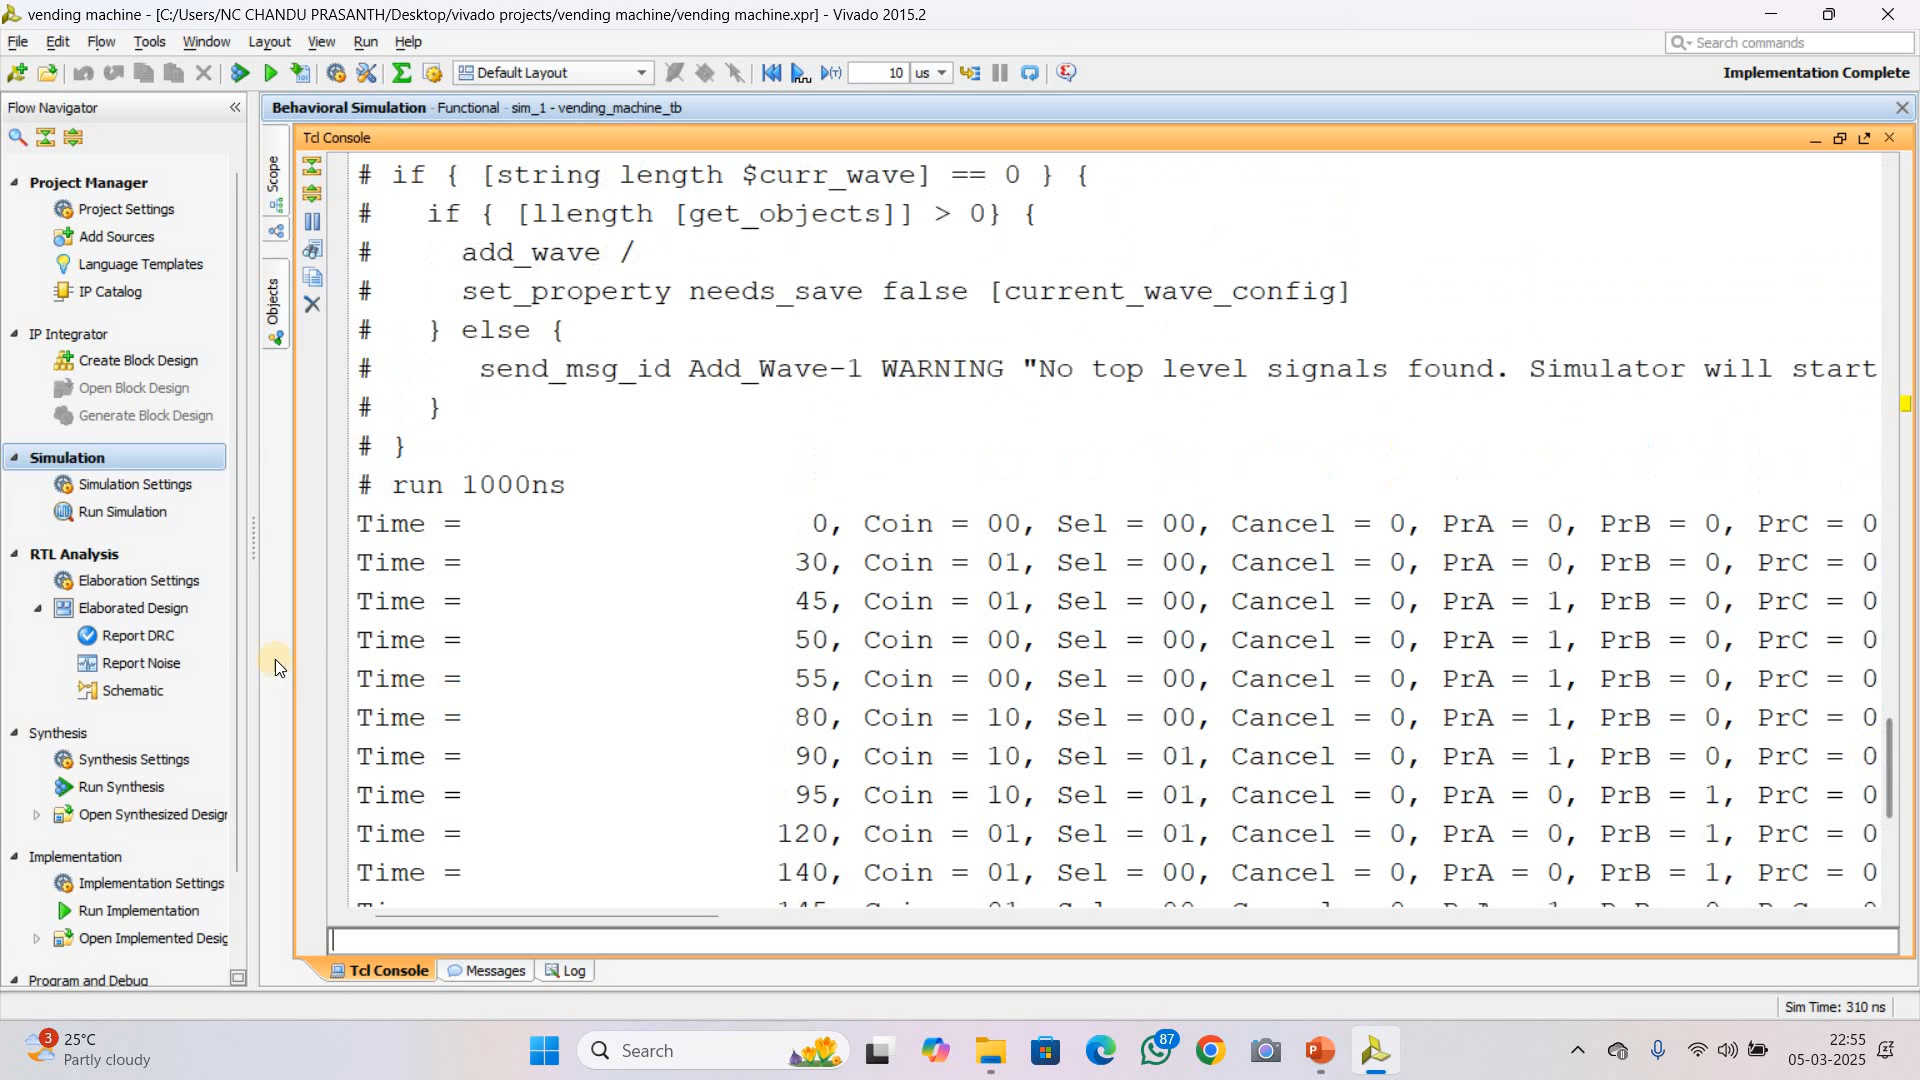 vending machine - [C:/Users/NC CHANDU PRASANTH/Desktop/vivado projects/vending machine/vending machine.xpr] - Vivado 2015.2
File Edit Flow Tools Window Layout View Run Help
Search commands
Default Layout
10 us
Implementation Complete
Flow Navigator
Project Manager
Project Settings
Add Sources
Language Templates
IP Catalog
IP Integrator
Create Block Design
Open Block Design
Generate Block Design
Simulation
Simulation Settings
Run Simulation
RTL Analysis
Elaboration Settings
Elaborated Design
Report DRC
Report Noise
Schematic
Synthesis
Synthesis Settings
Run Synthesis
Open Synthesized Desigr
Implementation
Implementation Settings
Run Implementation
Open Implemented Desig
Program and Debug
Behavioral Simulation - Functional - sim_1 - vending_machine_tb
Scope
Objects
Tcl Console
# if { [string length $curr_wave] == 0 } {
#   if { [llength [get_objects]] > 0} {
#     add_wave /
#     set_property needs_save false [current_wave_config]
#   } else {
#      send_msg_id Add_Wave-1 WARNING "No top level signals found. Simulator will start
#   }
# }
# run 1000ns
Time =                    0, Coin = 00, Sel = 00, Cancel = 0, PrA = 0, PrB = 0, PrC = 0
Time =                   30, Coin = 01, Sel = 00, Cancel = 0, PrA = 0, PrB = 0, PrC = 0
Time =                   45, Coin = 01, Sel = 00, Cancel = 0, PrA = 1, PrB = 0, PrC = 0
Time =                   50, Coin = 00, Sel = 00, Cancel = 0, PrA = 1, PrB = 0, PrC = 0
Time =                   55, Coin = 00, Sel = 00, Cancel = 0, PrA = 1, PrB = 0, PrC = 0
Time =                   80, Coin = 10, Sel = 00, Cancel = 0, PrA = 1, PrB = 0, PrC = 0
Time =                   90, Coin = 10, Sel = 01, Cancel = 0, PrA = 1, PrB = 0, PrC = 0
Time =                   95, Coin = 10, Sel = 01, Cancel = 0, PrA = 0, PrB = 1, PrC = 0
Time =                  120, Coin = 01, Sel = 01, Cancel = 0, PrA = 0, PrB = 1, PrC = 0
Time =                  140, Coin = 01, Sel = 00, Cancel = 0, PrA = 0, PrB = 1, PrC = 0
Tcl Console Messages Log
Sim Time: 310 ns
3
25°C
Partly cloudy
Search
87
22:55
05-03-2025